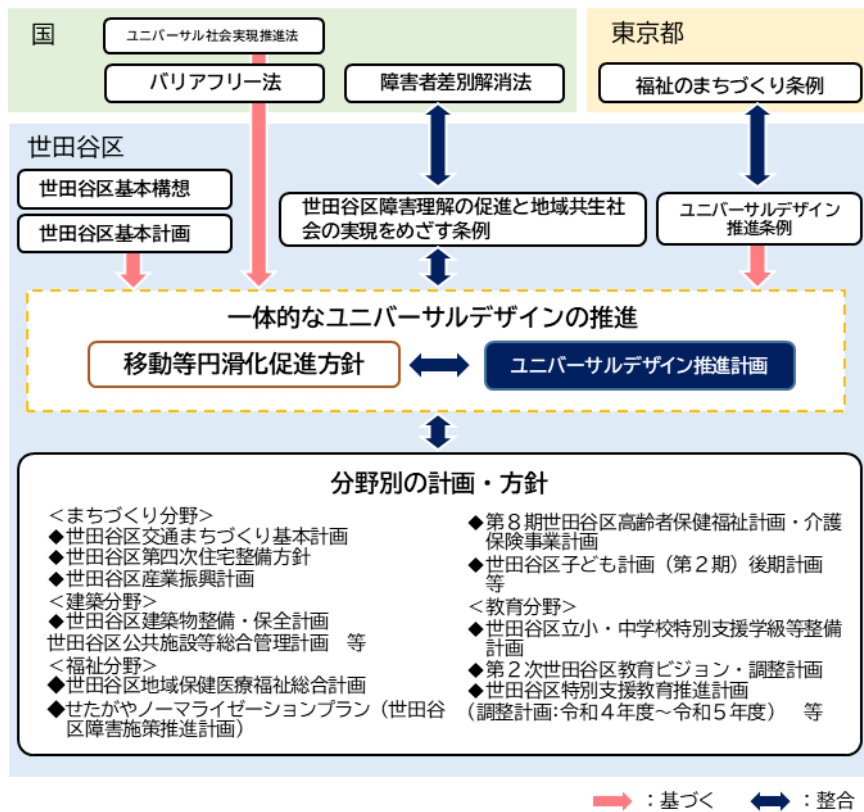 国
ユニバーサル社会実現推進法
バリアフリー法
障害者差別解消法
東京都
福祉のまちづくり条例
世田谷区
世田谷区基本構想
世田谷区基本計画
世田谷区障害理解の促進と地域共生社
会の実現をめざす条例
ユニバーサルデザイン
推進条例
一体的なユニバーサルデザインの推進
移動等円滑化促進方針
ユニバーサルデザイン推進計画
分野別の計画・方針
＜まちづくり分野＞
◆世田谷区交通まちづくり基本計画
◆世田谷区第四次住宅整備方針
◆世田谷区産業振興計画
＜建築分野＞
◆世田谷区建築物整備・保全計画
世田谷区公共施設等総合管理計画　等
＜福祉分野＞
◆世田谷区地域保健医療福祉総合計画
◆せたがやノーマライゼーションプラン（世田谷
区障害施策推進計画）
◆第８期世田谷区高齢者保健福祉計画・介護
保険事業計画
◆世田谷区子ども計画（第２期）後期計画
等
＜教育分野＞
◆世田谷区立小・中学校特別支援学級等整備
計画
◆第２次世田谷区教育ビジョン・調整計画
◆世田谷区特別支援教育推進計画
（調整計画：令和４年度～令和５年度）　等
：基づく
：整合